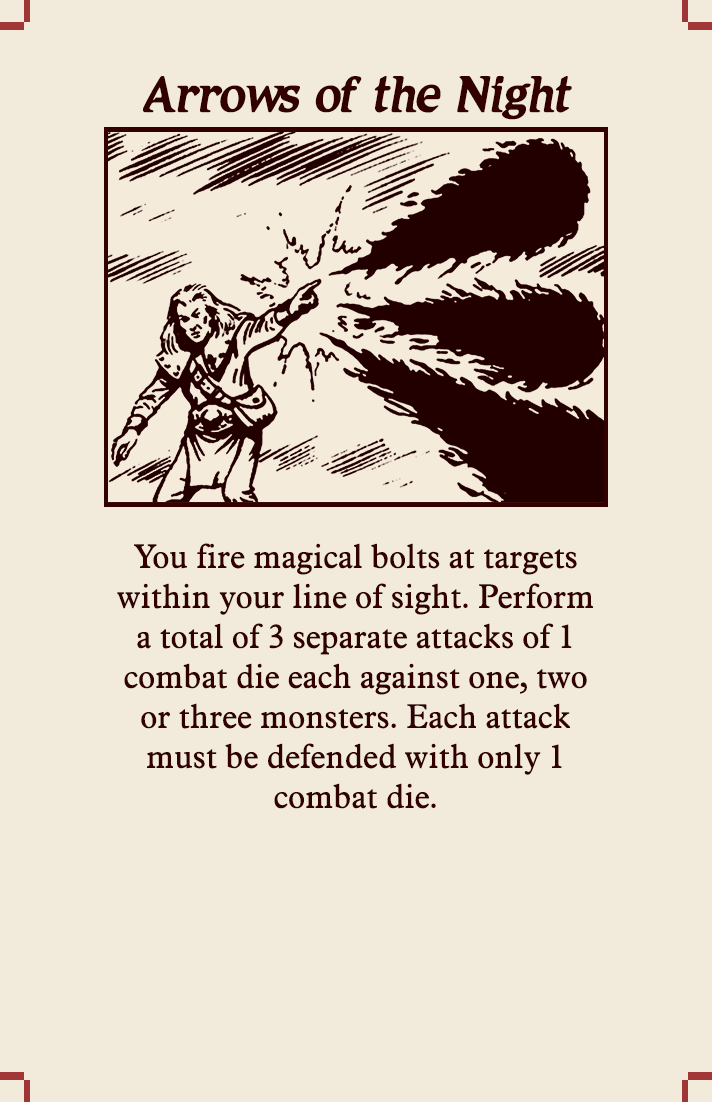 Arrows of the Night
You fire magical bolts at targets
within your line of sight. Perform
a total of 3 separate attacks of 1
combat die each against one, two
or three monsters. Each attack
must be defended with only 1
combat die.